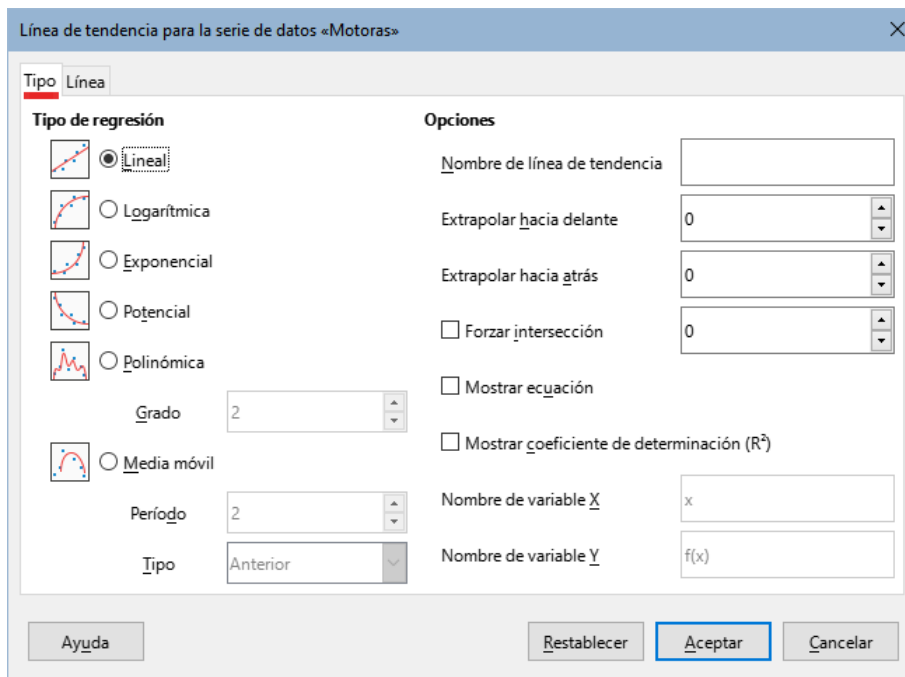 Línea de tendencia para la serie de datos «Motoras»
Tipo Línea
Tipo de regresión
Lineal
Logarítmica
Exponencial
Potencial
Polinómica
Grado 2
Media móvil
Período 2
Tipo Anterior
Opciones
Nombre de línea de tendencia
Extrapolar hacia delante 0
Extrapolar hacia atrás 0
Forzar intersección 0
Mostrar ecuación
Mostrar coeficiente de determinación (R²)
Nombre de variable X x
Nombre de variable Y f(x)
Ayuda Restablecer Aceptar Cancelar